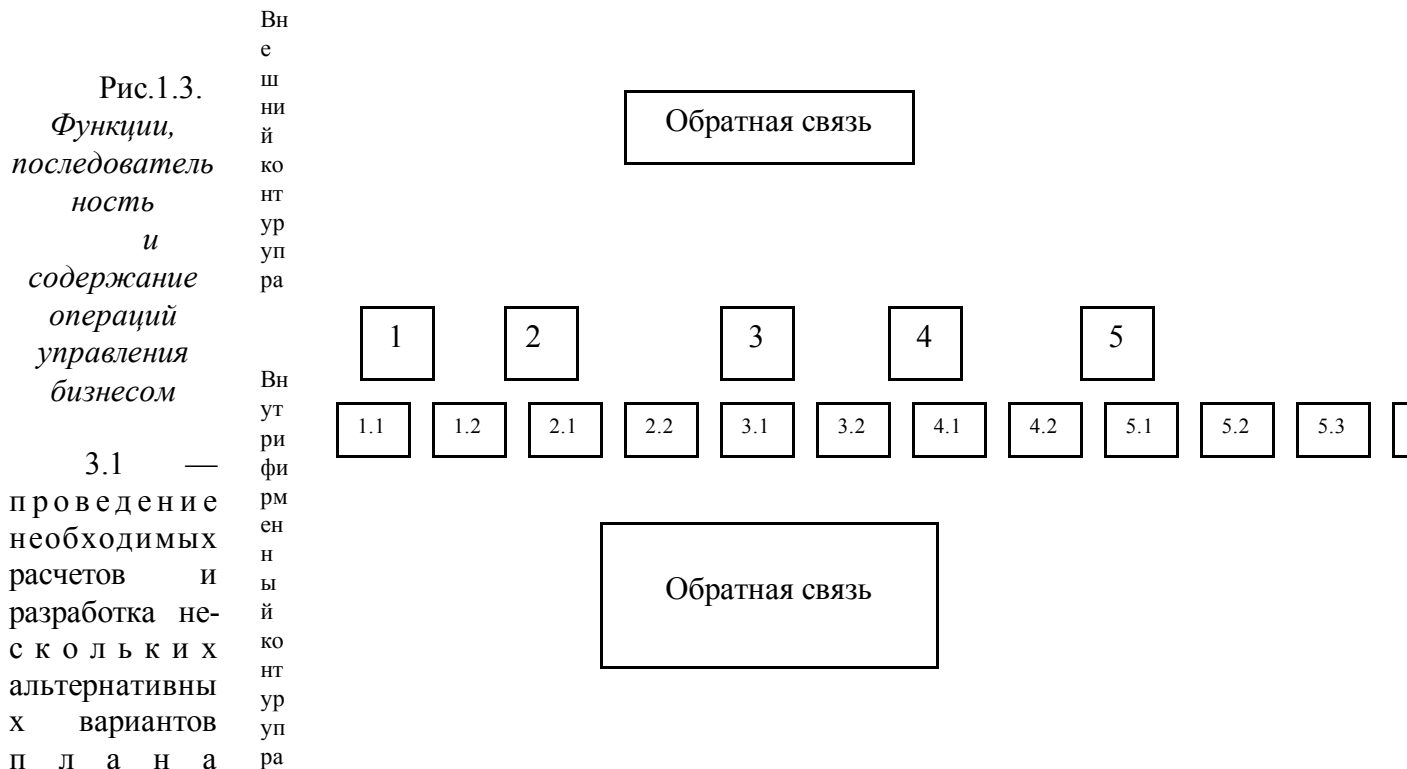 Рис.1.3.
Функции,
последователь
ность
и
содержание
операций
управления
бизнесом
3.1 —
проведение
необходимых
расчетов и
разработка не-
скольких
альтернативны
х вариантов
плана
Вн
е
ш
ни
й
ко
нт
ур
уп
ра
Вн
ут
ри
фи
рм
ен
н
ы
й
ко
нт
ур
уп
ра
Обратная связь
1 2 3 4 5
1.1 1.2 2.1 2.2 3.1 3.2 4.1 4.2 5.1 5.2 5.3
Обратная связь